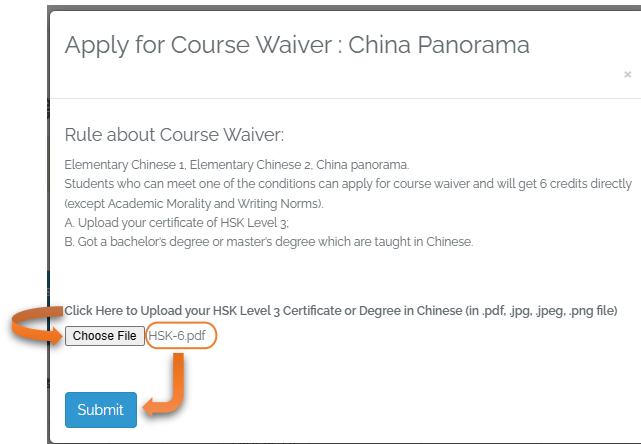 Apply for Course Waiver : China Panorama
×
Rule about Course Waiver:
Elementary Chinese 1, Elementary Chinese 2, China panorama.
Students who can meet one of the conditions can apply for course waiver and will get 6 credits directly
(except Academic Morality and Writing Norms).
A. Upload your certificate of HSK Level 3;
B. Got a bachelor's degree or master's degree which are taught in Chinese.
Click Here to Upload your HSK Level 3 Certificate or Degree in Chinese (in .pdf, .jpg, .jpeg, .png file)
Choose File HSK-6.pdf
Submit